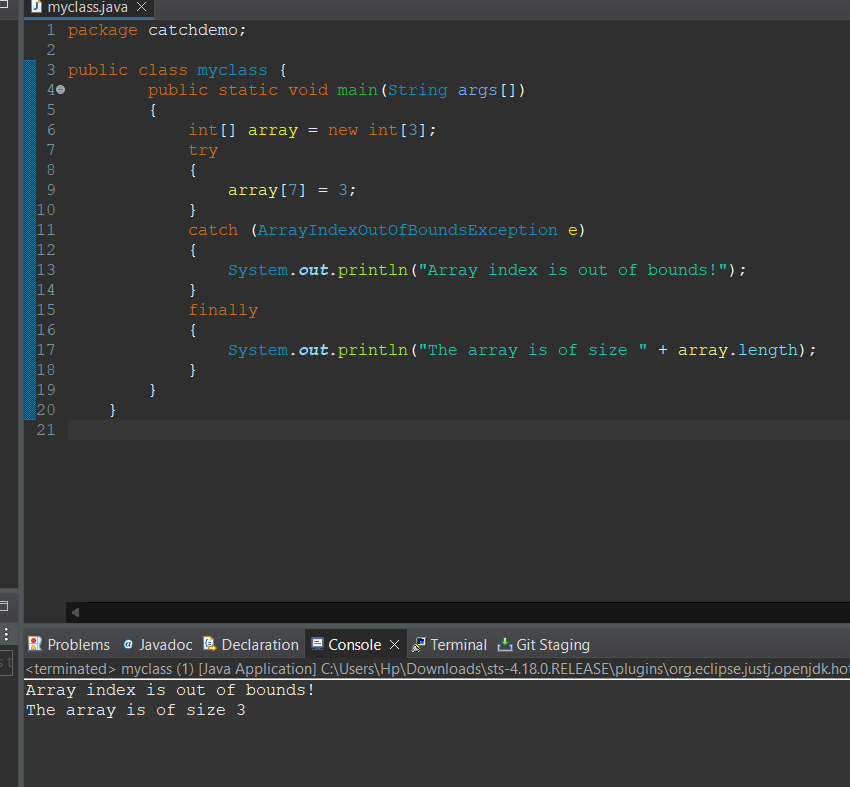 myclass.java
1 package catchdemo;
2
3 public class myclass {
4 public static void main(String args[])
5 {
6 int[] array = new int[3];
7 try
8 {
9 array[7] = 3;
10 }
11 catch (ArrayIndexOutOfBoundsException e)
12 {
13 System.out.println("Array index is out of bounds!");
14 }
15 finally
16 {
17 System.out.println("The array is of size " + array.length);
18 }
19 }
20 }
21
Problems Javadoc Declaration Console Terminal Git Staging
<terminated> myclass (1) [Java Application] C:\Users\Hp\Downloads\sts-4.18.0.RELEASE\plugins\org.eclipse.justj.openjdk.hot
Array index is out of bounds!
The array is of size 3